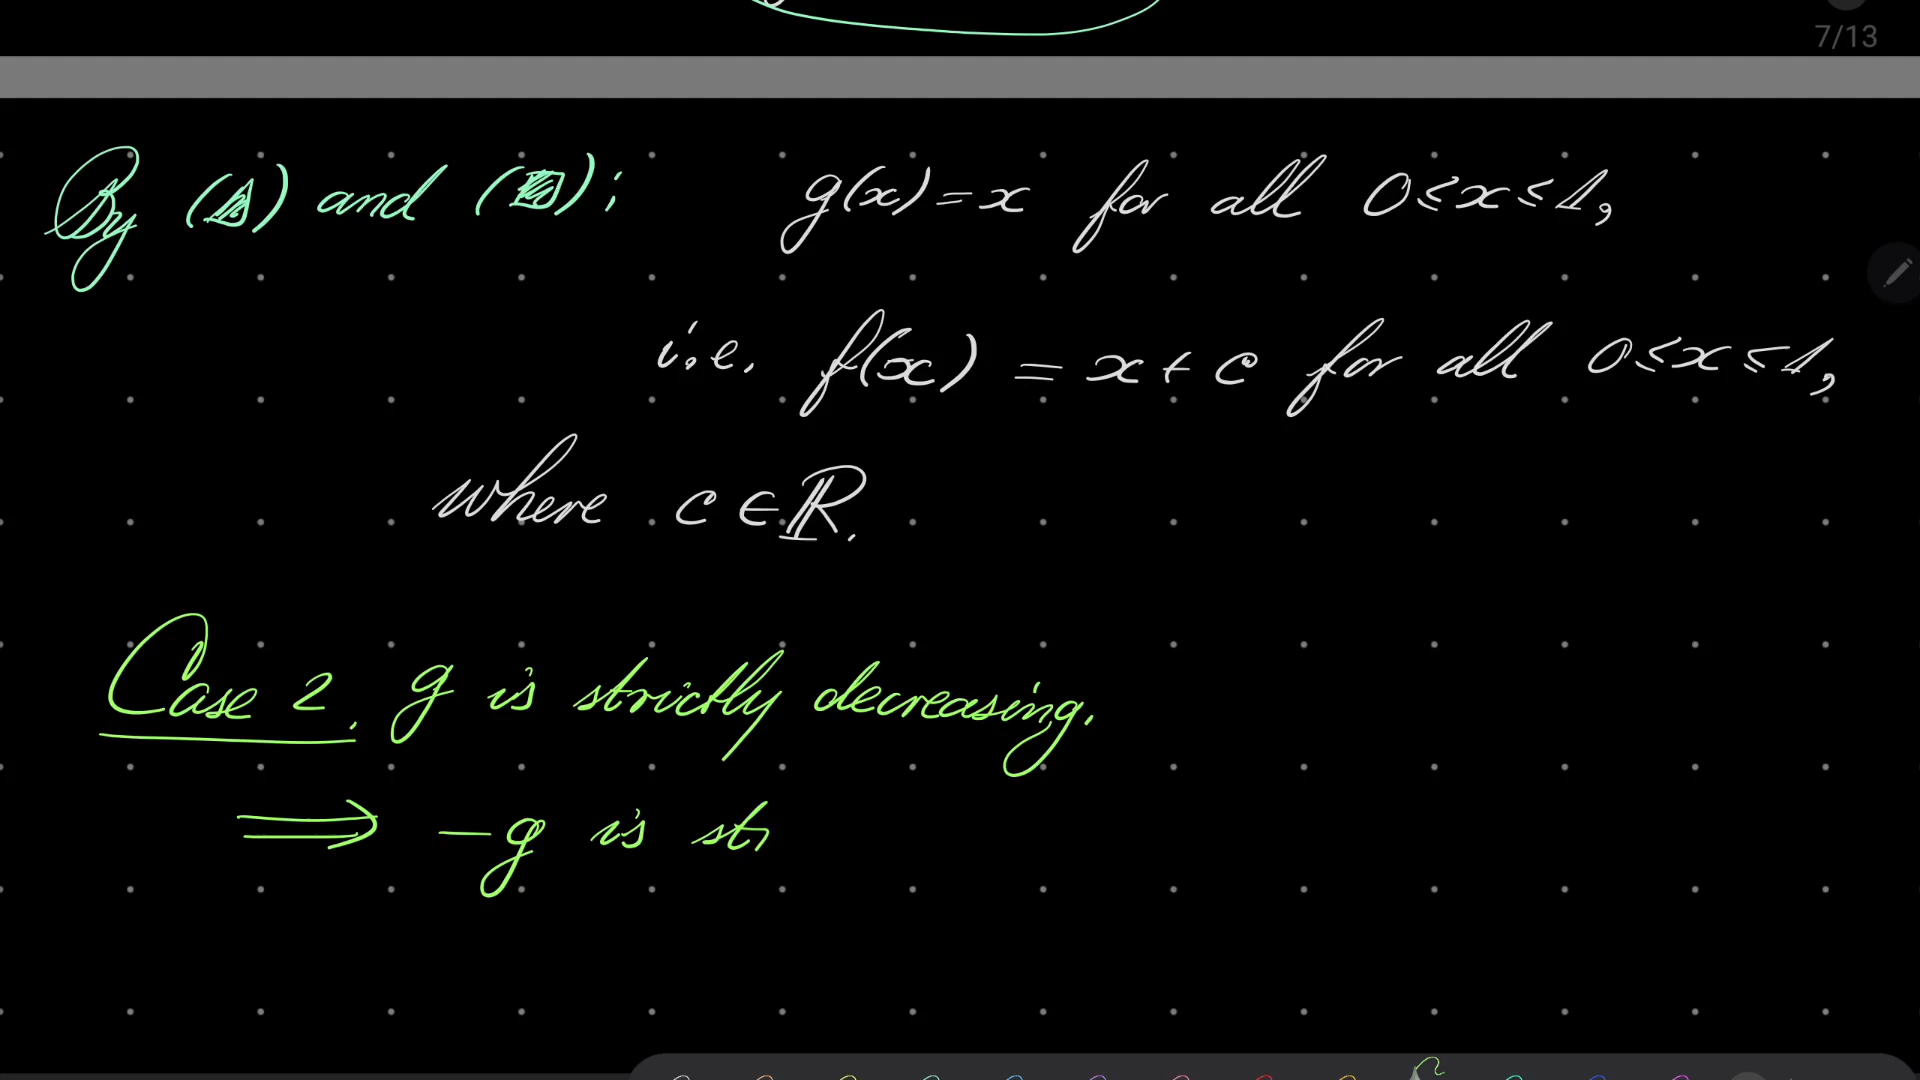 7/13
By (△) and (□): g(x) = x for all 0 ≤ x ≤ 1,
i.e. f(x) = x + c for all 0 ≤ x ≤ 1,
where c ∈ ℝ.
Case 2. g is strictly decreasing.
⟹ -g is str